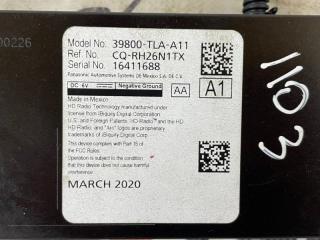 00226
Model No. 39800-TLA-A11
Ref. No. CQ-RH26N1TX
Serial No. 16411688
Panasonic Automotive Systems DE Mexico S.A. DE C.V.
DC 6V Negative Ground
AA A1
Made in Mexico
HD Radio Technology manufactured under
license from iBiquity Digital Corporation.
U.S. and Foreign Patents. HD Radio™ and the HD
HD Radio, and "Arc" logos are proprietary
trademarks of iBiquity Digital Corp.
This device complies with Part 15 of
the FCC Rules.
Operation is subject to the condition
that this device does not cause
harmful interference.
MARCH 2020
1103